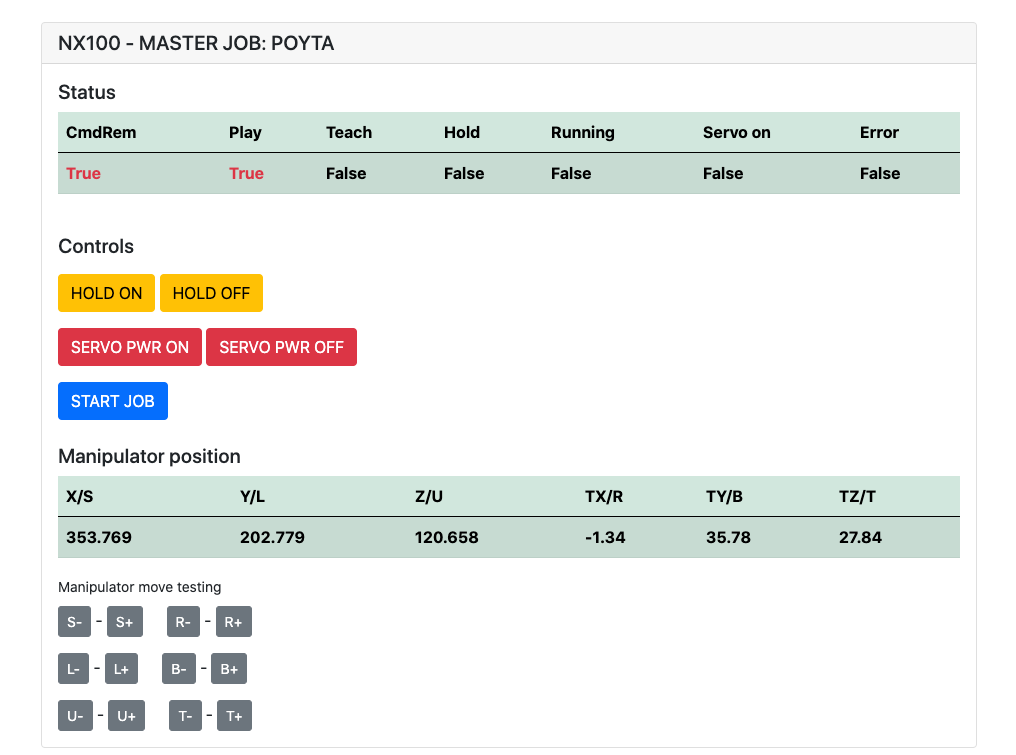 NX100 - MASTER JOB: POYTA
Status
CmdRem Play Teach Hold Running Servo on Error
True True False False False False False
Controls
HOLD ON HOLD OFF
SERVO PWR ON SERVO PWR OFF
START JOB
Manipulator position
X/S Y/L Z/U TX/R TY/B TZ/T
353.769 202.779 120.658 -1.34 35.78 27.84
Manipulator move testing
S- - S+ R- - R+
L- - L+ B- - B+
U- - U+ T- - T+